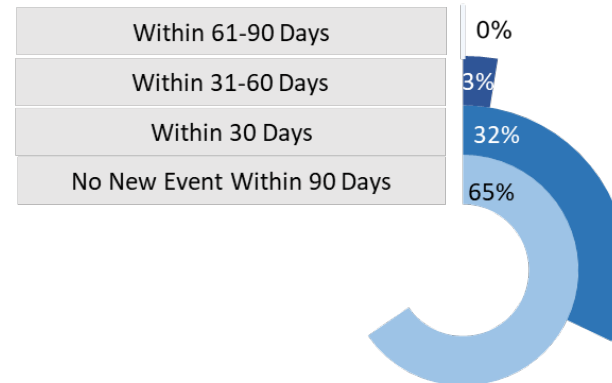 Within 61-90 Days 0%
Within 31-60 Days 3%
Within 30 Days 32%
No New Event Within 90 Days 65%